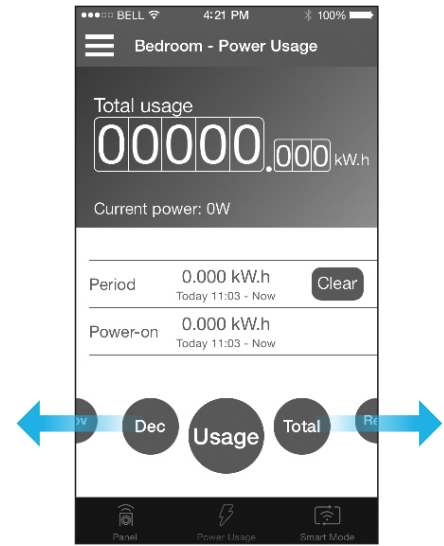 BELL 4:21 PM 100%
Bedroom - Power Usage
Total usage
00000.000 kW.h
Current power: 0W
Period 0.000 kW.h Clear
Today 11:03 - Now
Power-on 0.000 kW.h
Today 11:03 - Now
ov Dec Usage Total Re
Panel Power Usage Smart Mode